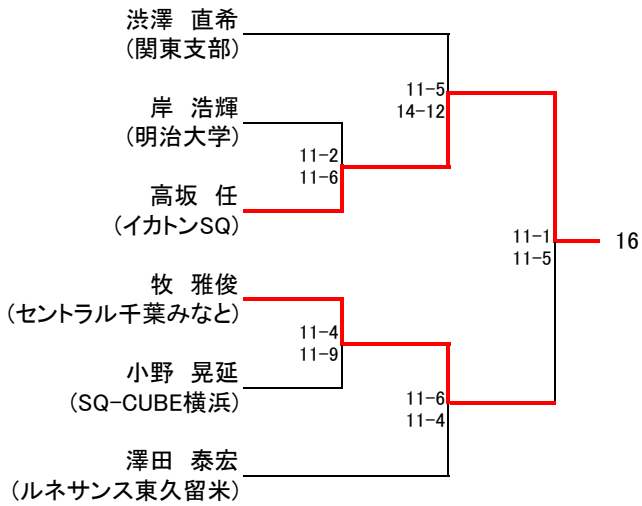 渋澤 直希
(関東支部)
岸 浩輝
(明治大学)
高坂 任
(イカトンSQ)
牧 雅俊
(セントラル千葉みなと)
小野 晃延
(SQ-CUBE横浜)
澤田 泰宏
(ルネサンス東久留米)
11-2
11-6
11-4
11-9
11-5
14-12
11-6
11-4
11-1
11-5
16